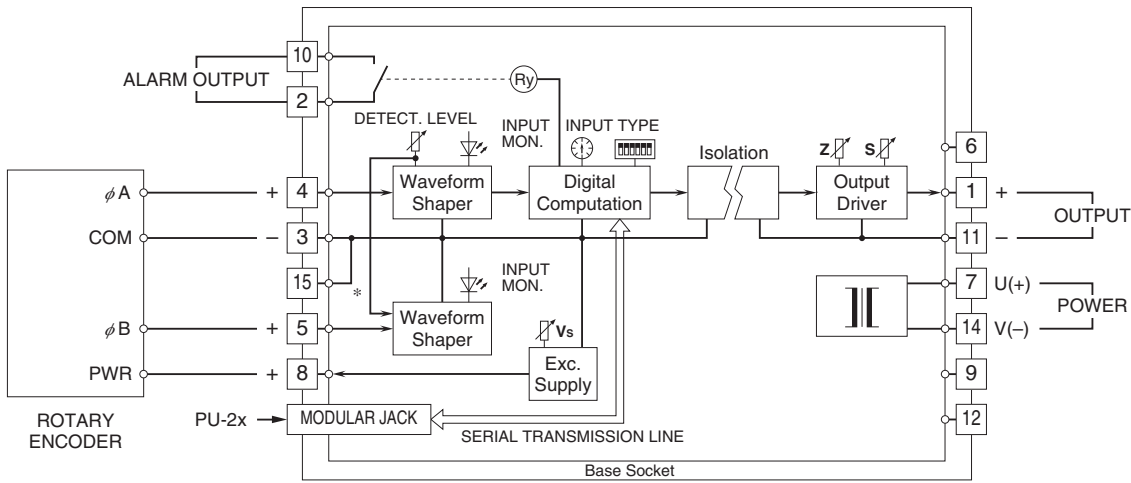 10
ALARM OUTPUT
2
Ry
DETECT. LEVEL
INPUT
MON.
INPUT TYPE
Isolation
Z
S
6
φA
+
4
Waveform
Shaper
Digital
Computation
Output
Driver
1
+
OUTPUT
COM
–
3
11
–
15
*
INPUT
MON.
7
U(+)
POWER
φB
+
5
Waveform
Shaper
Vs
14
V(–)
PWR
+
8
Exc.
Supply
9
ROTARY
ENCODER
PU-2x
MODULAR JACK
SERIAL TRANSMISSION LINE
12
Base Socket